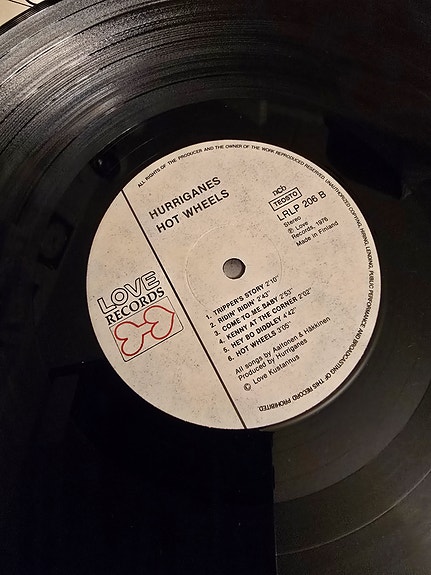 ALL RIGHTS OF THE PRODUCER AND THE OWNER OF THE WORK REPRODUCED RESERVED. UNAUTHORIZED COPYING, HIRING, LENDING, PUBLIC PERFORMANCE AND BROADCASTING OF THIS RECORD PROHIBITED.
HURRIGANES
HOT WHEELS
ncb
TEOSTO
LRLP 206 B
Stereo
℗ Love
Records, 1976
Made in Finland
LOVE
RECORDS
1. TRIPPER'S STORY 2'10"
2. RIDIN' RIDIN' 2'43"
3. COME TO ME BABY 2'53"
4. KENNY AT THE CORNER 2'02"
5. HEY BO DIDDLEY 4'42"
6. HOT WHEELS 3'05"
All songs by Aaltonen & Häkkinen
Produced by Hurriganes
© Love Kustannus